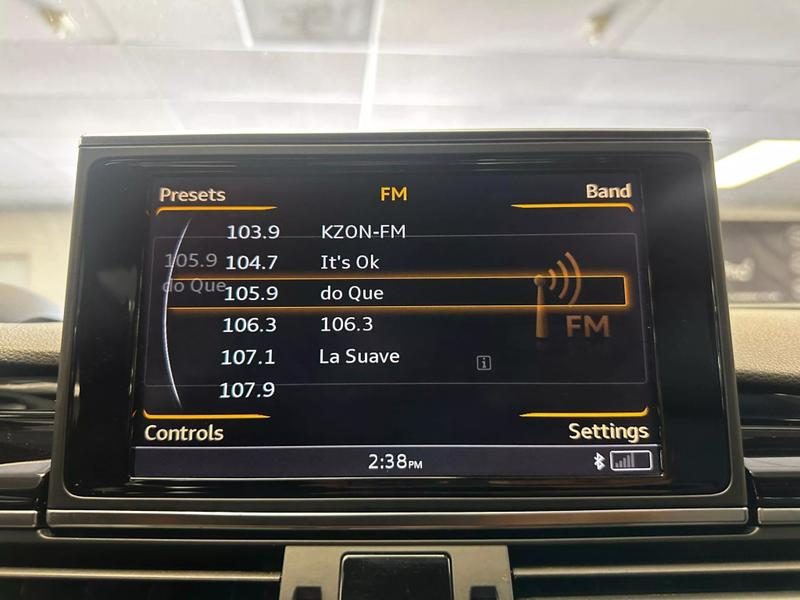 Presets FM Band
103.9 KZON-FM
105.9
104.7 It's Ok
do Que
105.9 do Que
106.3 106.3
FM
107.1 La Suave
i
107.9
Controls Settings
2:38PM